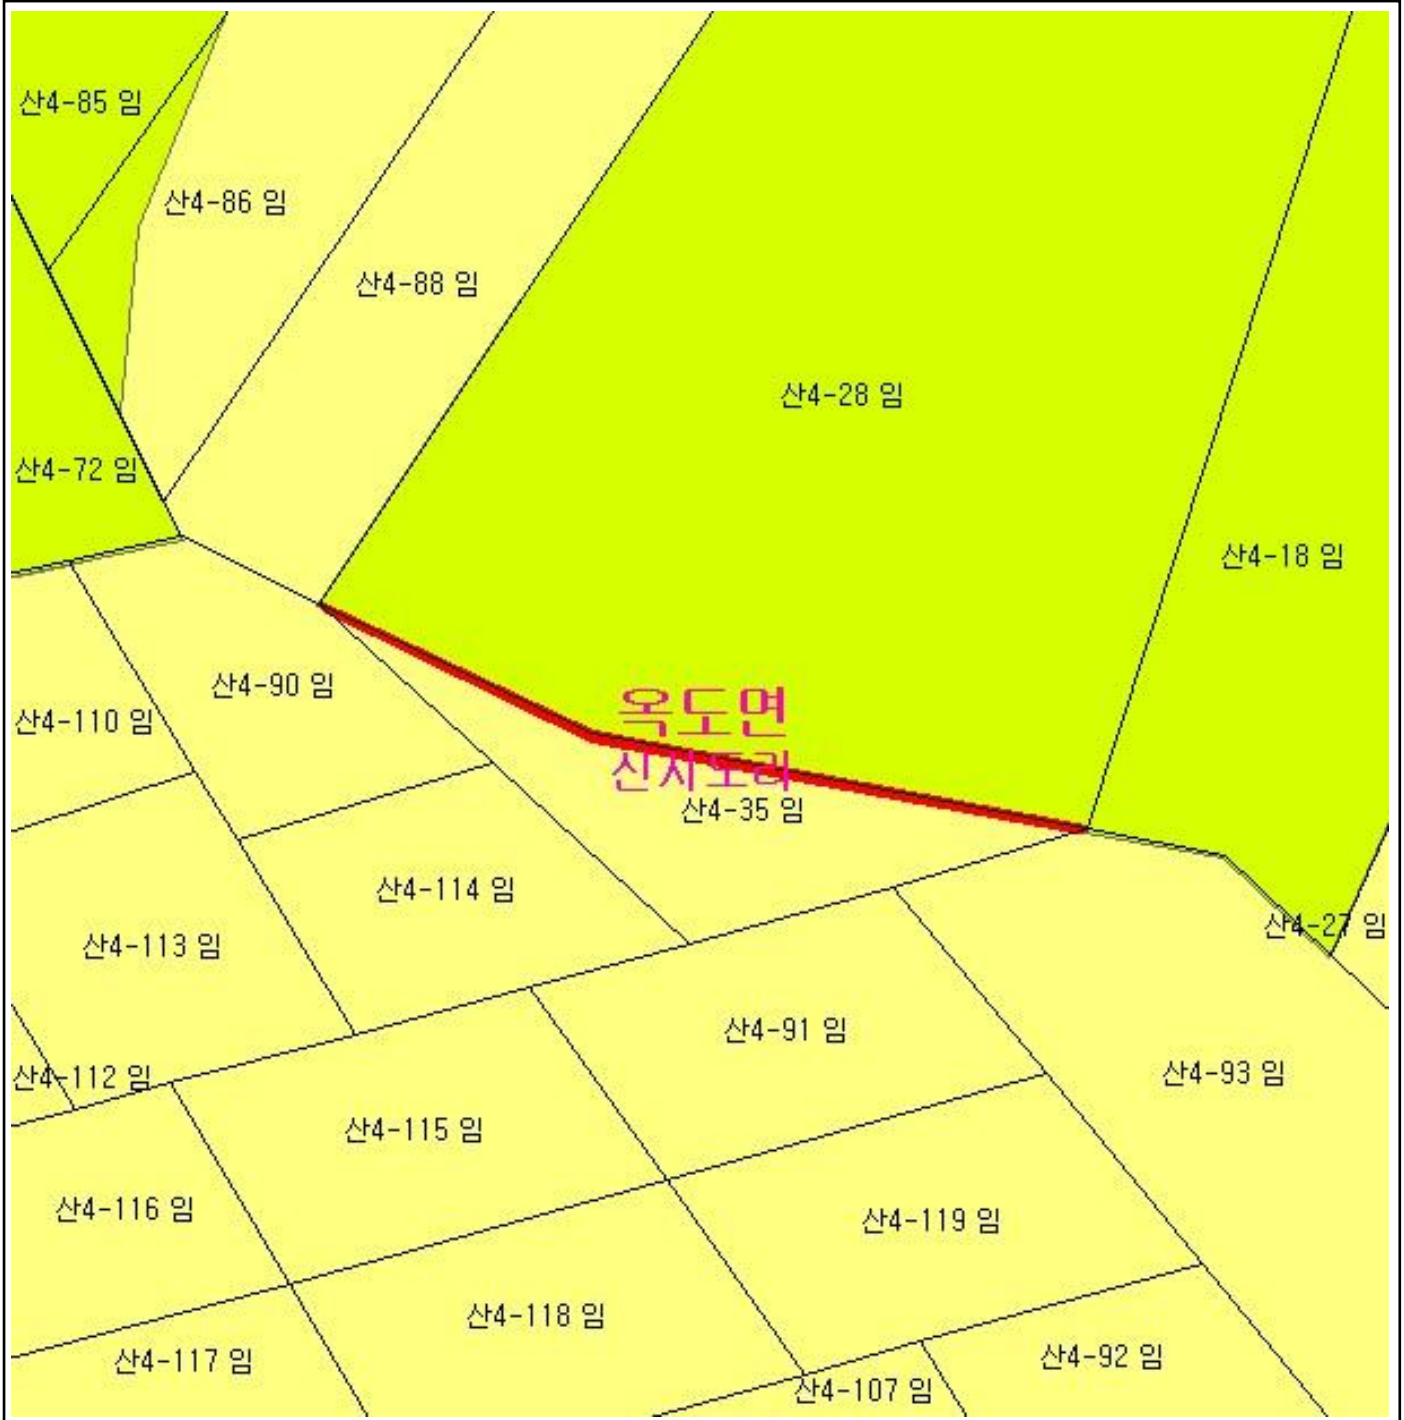 산4-85 임
산4-86 임
산4-88 임
산4-28 임
산4-72 임
산4-18 임
산4-90 임
산4-110 임
옥도면
신시도리
산4-35 임
산4-114 임
산4-113 임
산4-27 임
산4-91 임
산4-112 임
산4-93 임
산4-115 임
산4-116 임
산4-119 임
산4-118 임
산4-117 임
산4-92 임
산4-107 임